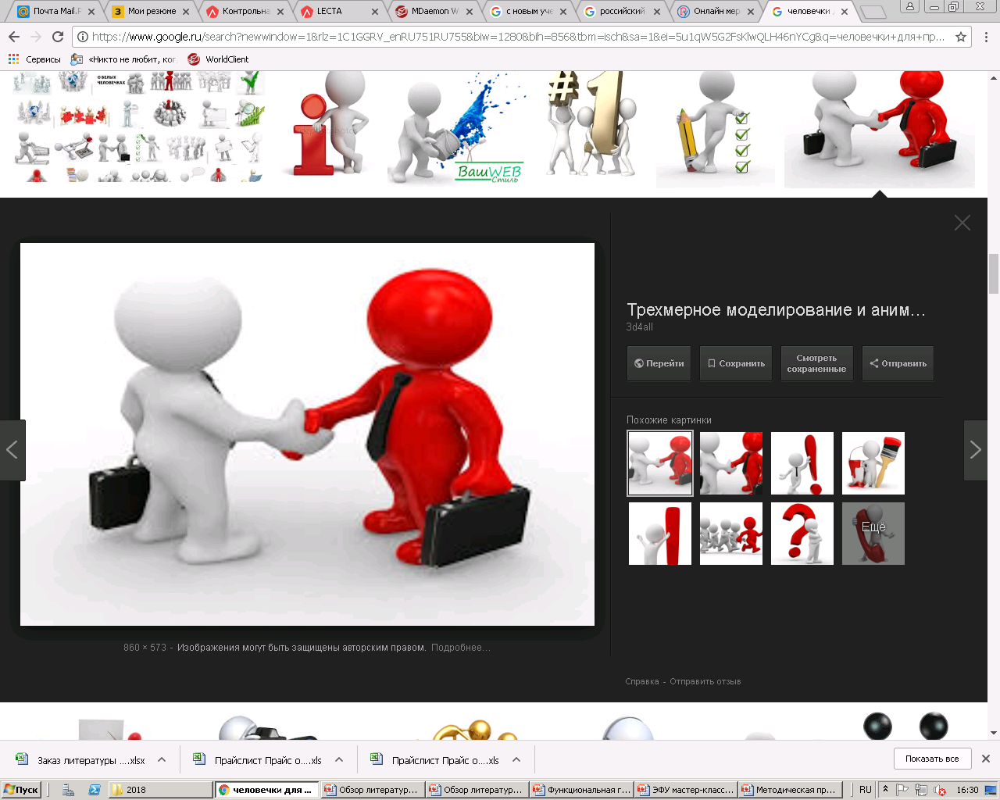 Почта Mail.R
Мои резюме
Контрольна
LECTA
MDaemon W
с новым уче
российский
Онлайн мер
человечки д
https://www.google.ru/search?newwindow=1&rlz=1C1GGRV_enRU751RU755&biw=1280&bih=856&tbm=isch&sa=1&ei=5u1qW5G2FsKlwQLH46nYCg&q=человечки+для+пр...
Сервисы
«Никто не любит, ког
WorldClient
О БЕЛЫХ
ЧЕЛОВЕЧКАХ
i
ВашWEB
Стиль
#1
Трехмерное моделирование и аним...
3d4all
Перейти
Сохранить
Смотреть
сохраненные
Отправить
Похожие картинки
Ещё
860 × 573 - Изображения могут быть защищены авторским правом. Подробнее...
Справка - Отправить отзыв
Заказ литературы ....xlsx
Прайслист Прайс о....xls
Прайслист Прайс о....xls
Показать все
Пуск
2018
человечки для ...
Обзор литератур...
Обзор литератур...
Функциональная г...
ЭФУ мастер-класс...
Методическая пр...
RU
16:30